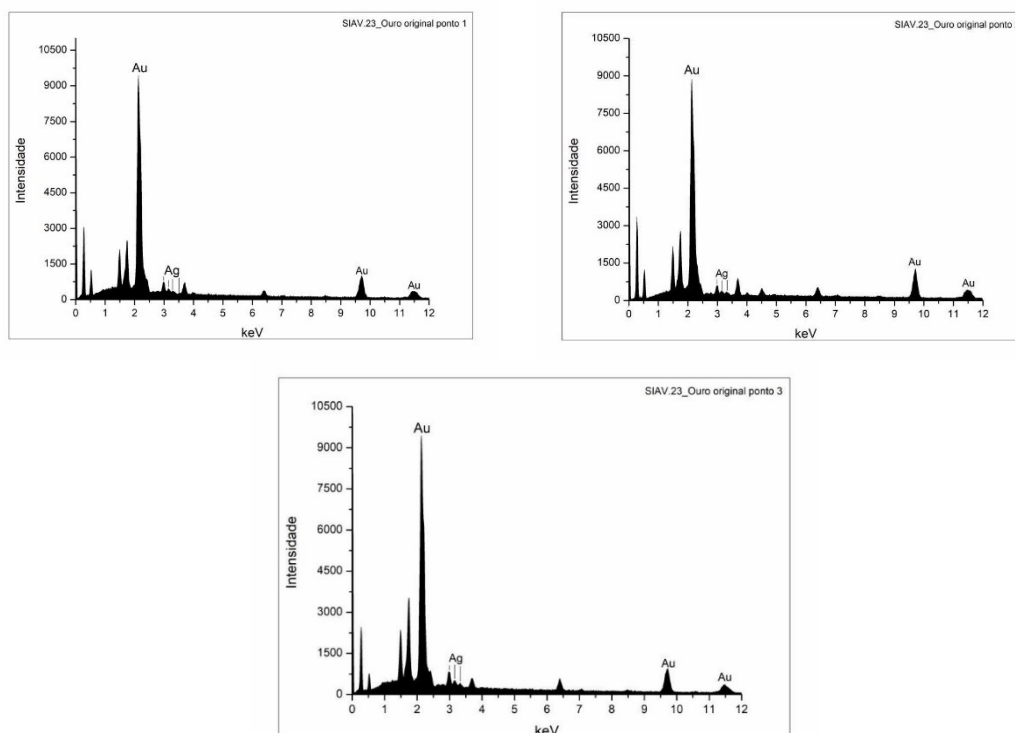 SIAV.23_Ouro original ponto 1
10500
9000
7500
6000
4500
3000
1500
0
Intensidade
Au
Ag
Au
Au
0 1 2 3 4 5 6 7 8 9 10 11 12
keV
SIAV.23_Ouro original ponto
10500
9000
7500
6000
4500
3000
1500
0
Intensidade
Au
Ag
Au
Au
0 1 2 3 4 5 6 7 8 9 10 11 12
keV
SIAV.23_Ouro original ponto 3
10500
9000
7500
6000
4500
3000
1500
0
Intensidade
Au
Ag
Au
Au
0 1 2 3 4 5 6 7 8 9 10 11 12
keV